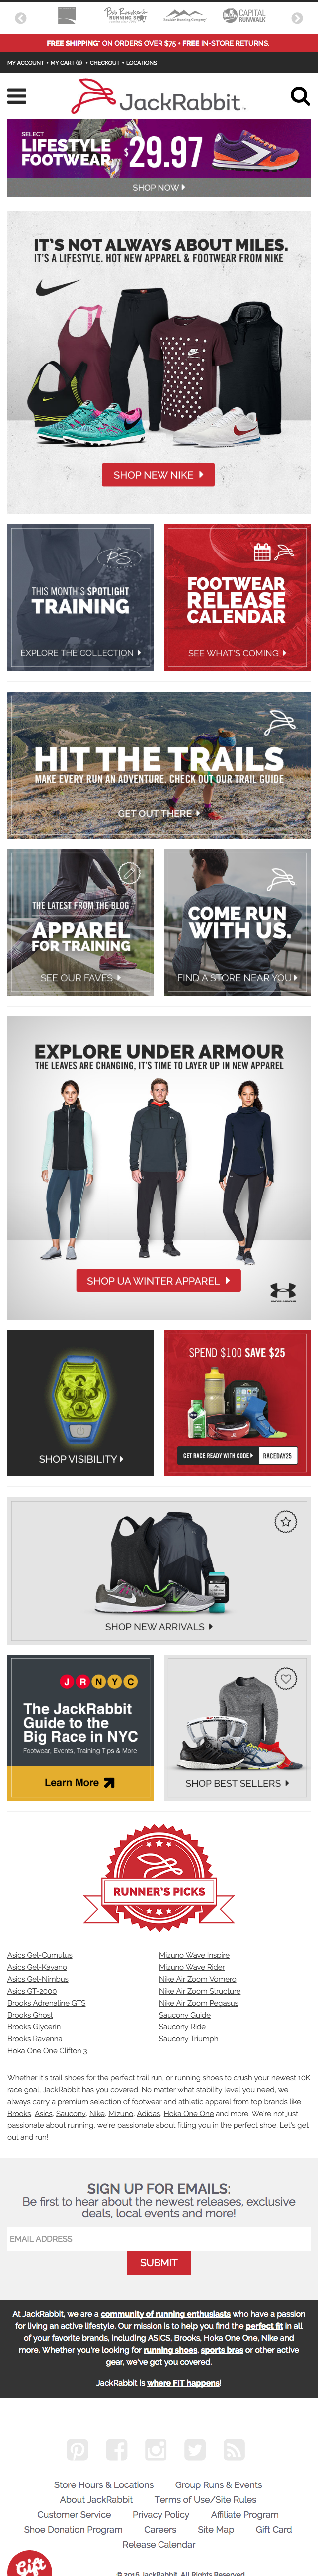 Bob Roncker's
RUNNING SPOT
CAPITAL
RUNWALK
FREE SHIPPING* ON ORDERS OVER $75 + FREE IN-STORE RETURNS.
MY ACCOUNT • MY CART (0) • CHECKOUT • LOCATIONS
JackRabbit
SELECT
LIFESTYLE
FOOTWEAR
$29.97
SHOP NOW
IT'S NOT ALWAYS ABOUT MILES.
IT'S A LIFESTYLE. HOT NEW APPAREL & FOOTWEAR FROM NIKE
SHOP NEW NIKE
PS
THIS MONTH'S SPOTLIGHT
TRAINING
EXPLORE THE COLLECTION
FOOTWEAR
RELEASE
CALENDAR
SEE WHAT'S COMING
HIT THE TRAILS
MAKE EVERY RUN AN ADVENTURE. CHECK OUT OUR TRAIL GUIDE
GET OUT THERE
THE LATEST FROM THE BLOG
APPAREL
FOR TRAINING
SEE OUR FAVES
COME RUN
WITH US.
FIND A STORE NEAR YOU
EXPLORE UNDER ARMOUR
THE LEAVES ARE CHANGING, IT'S TIME TO LAYER UP IN NEW APPAREL
SHOP UA WINTER APPAREL
UNDER ARMOUR
SHOP VISIBILITY
SPEND $100 SAVE $25
GET RACE READY WITH CODE RACEDAY25
SHOP NEW ARRIVALS
J R N Y C
The JackRabbit
Guide to the
Big Race in NYC
Footwear, Events, Training Tips & More
Learn More
SHOP BEST SELLERS
RUNNER'S PICKS
Asics Gel-Cumulus
Asics Gel-Kayano
Asics Gel-Nimbus
Asics GT-2000
Brooks Adrenaline GTS
Brooks Ghost
Brooks Glycerin
Brooks Ravenna
Hoka One One Clifton 3
Mizuno Wave Inspire
Mizuno Wave Rider
Nike Air Zoom Vomero
Nike Air Zoom Structure
Nike Air Zoom Pegasus
Saucony Guide
Saucony Ride
Saucony Triumph
Whether it's trail shoes for the perfect trail run, or running shoes to crush your newest 10K
race goal, JackRabbit has you covered. No matter what stability level you need, we
always carry a premium selection of footwear and athletic apparel from top brands like
Brooks, Asics, Saucony, Nike, Mizuno, Adidas, Hoka One One and more. We're not just
passionate about running, we're passionate about fitting you in the perfect shoe. Let's get
out and run!
SIGN UP FOR EMAILS:
Be first to hear about the newest releases, exclusive
deals, local events and more!
EMAIL ADDRESS
SUBMIT
At JackRabbit, we are a community of running enthusiasts who have a passion
for living an active lifestyle. Our mission is to help you find the perfect fit in all
of your favorite brands, including ASICS, Brooks, Hoka One One, Nike and
more. Whether you're looking for running shoes, sports bras or other active
gear, we've got you covered.
JackRabbit is where FIT happens!
Store Hours & Locations Group Runs & Events
About JackRabbit Terms of Use/Site Rules
Customer Service Privacy Policy Affiliate Program
Shoe Donation Program Careers Site Map Gift Card
Release Calendar
Gift
© 2016 JackRabbit. All Rights Reserved